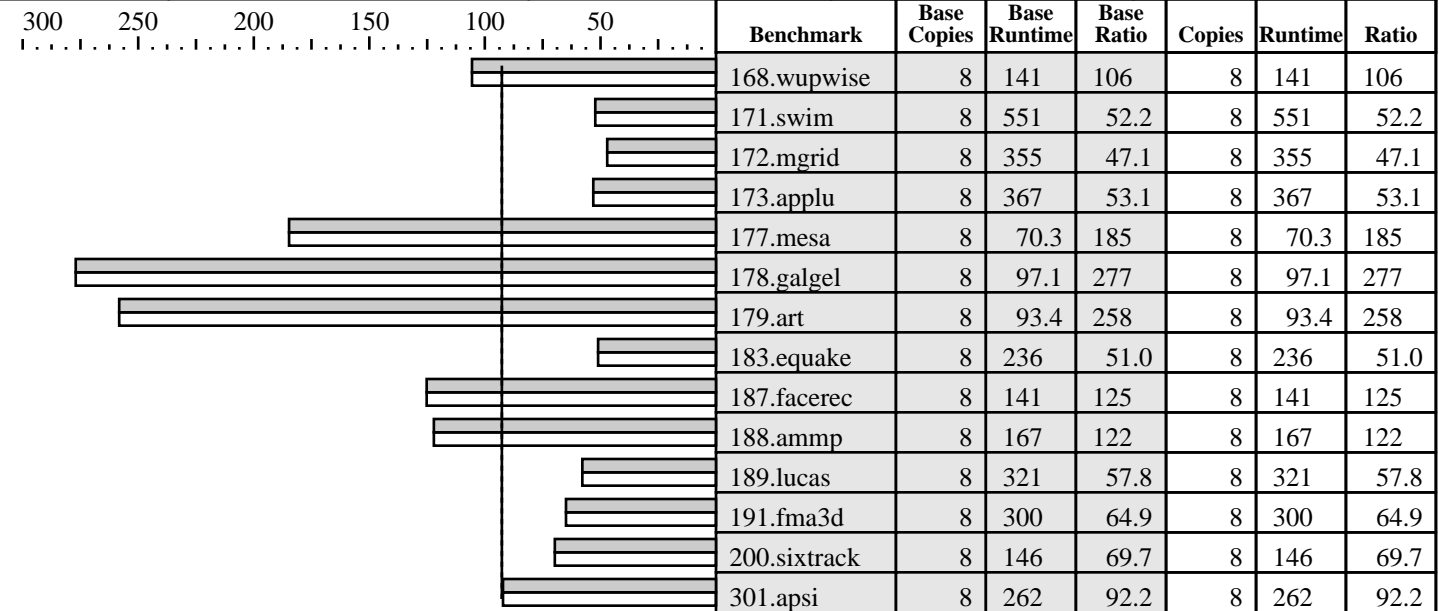 300 250 200 150 100 50
Benchmark Base Copies Base Runtime Base Ratio Copies Runtime Ratio
168.wupwise 8 141 106 8 141 106
171.swim 8 551 52.2 8 551 52.2
172.mgrid 8 355 47.1 8 355 47.1
173.applu 8 367 53.1 8 367 53.1
177.mesa 8 70.3 185 8 70.3 185
178.galgel 8 97.1 277 8 97.1 277
179.art 8 93.4 258 8 93.4 258
183.equake 8 236 51.0 8 236 51.0
187.facerec 8 141 125 8 141 125
188.ammp 8 167 122 8 167 122
189.lucas 8 321 57.8 8 321 57.8
191.fma3d 8 300 64.9 8 300 64.9
200.sixtrack 8 146 69.7 8 146 69.7
301.apsi 8 262 92.2 8 262 92.2